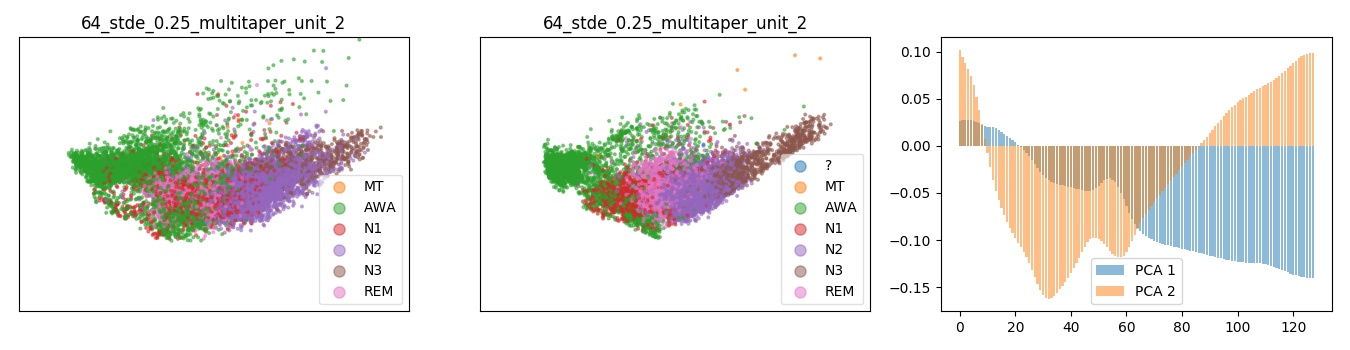 64_stde_0.25_multitaper_unit_2
MT
AWA
N1
N2
N3
REM
64_stde_0.25_multitaper_unit_2
?
MT
AWA
N1
N2
N3
REM
0.10
0.05
0.00
−0.05
−0.10
−0.15
PCA 1
PCA 2
0 20 40 60 80 100 120